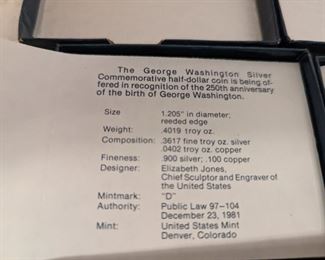 The George Washington Silver
Commemorative half-dollar coin is being of-
fered in recognition of the 250th anniversary
of the birth of George Washington.
Size 1.205" in diameter;
reeded edge
Weight: .4019 troy oz.
Composition: .3617 fine troy oz. silver
.0402 troy oz. copper
Fineness: .900 silver; .100 copper
Designer: Elizabeth Jones,
Chief Sculptor and Engraver of
the United States
Mintmark: "D"
Authority: Public Law 97-104
December 23, 1981
Mint: United States Mint
Denver, Colorado